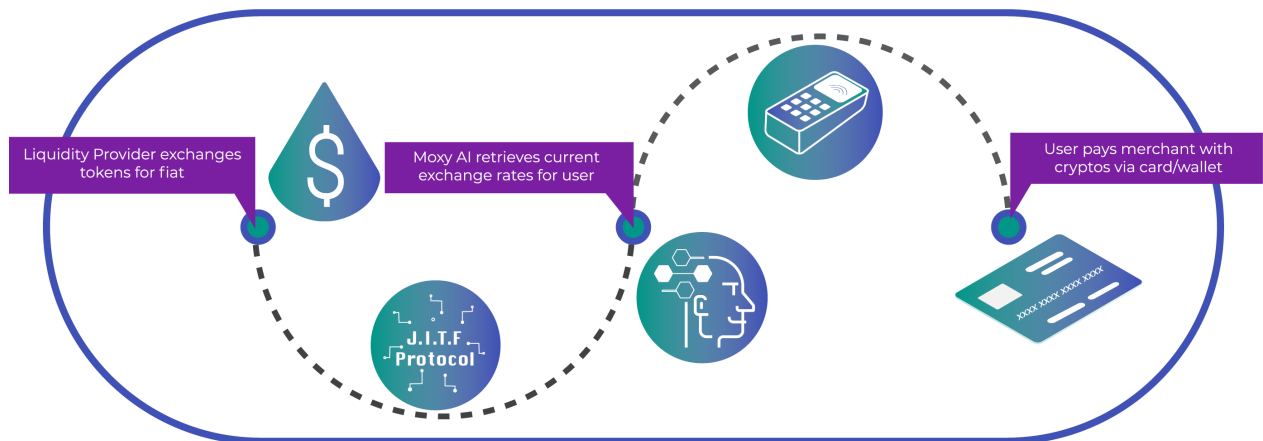 Liquidity Provider exchanges
tokens for fiat
$
Moxy AI retrieves current
exchange rates for user
User pays merchant with
cryptos via card/wallet
J.I.T.F
Protocol
XXXX XXXX XXXX XXXX